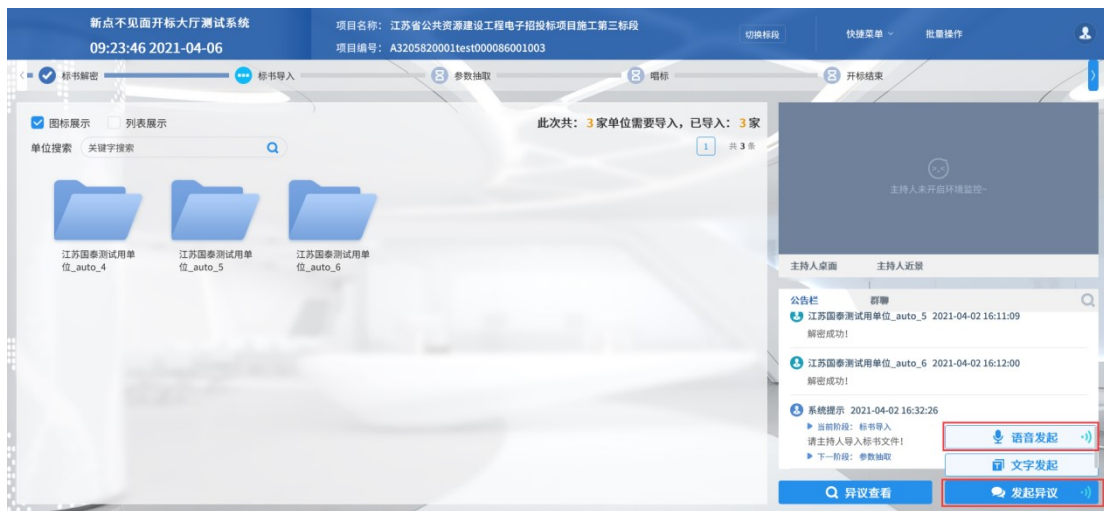 新点不见面开标大厅测试系统
09:23:46 2021-04-06
项目名称： 江苏省公共资源建设工程电子招投标项目施工第三标段
项目编号： A3205820001test000086001003
切换标段
快捷菜单
批量操作
标书解密
标书导入
参数抽取
唱标
开标结束
图标展示 列表展示
此次共： 3 家单位需要导入，已导入： 3 家
单位搜索 关键字搜索
1 共 3 条
江苏国泰测试用单
位_auto_4
江苏国泰测试用单
位_auto_5
江苏国泰测试用单
位_auto_6
主持人未开启环境监控~
主持人桌面 主持人近景
公告栏 群聊
江苏国泰测试用单位_auto_5 2021-04-02 16:11:09
解密成功!
江苏国泰测试用单位_auto_6 2021-04-02 16:12:00
解密成功!
系统提示 2021-04-02 16:32:26
当前阶段： 标书导入
请主持人导入标书文件!
下一阶段： 参数抽取
语音发起
文字发起
异议查看
发起异议